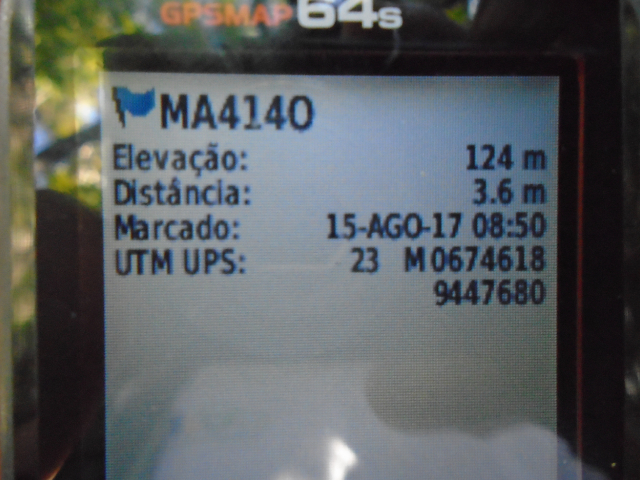 GPSMAP 64s
MA4140
Elevação: 124 m
Distância: 3.6 m
Marcado: 15-AGO-17 08:50
UTM UPS: 23 M 0674618
9447680